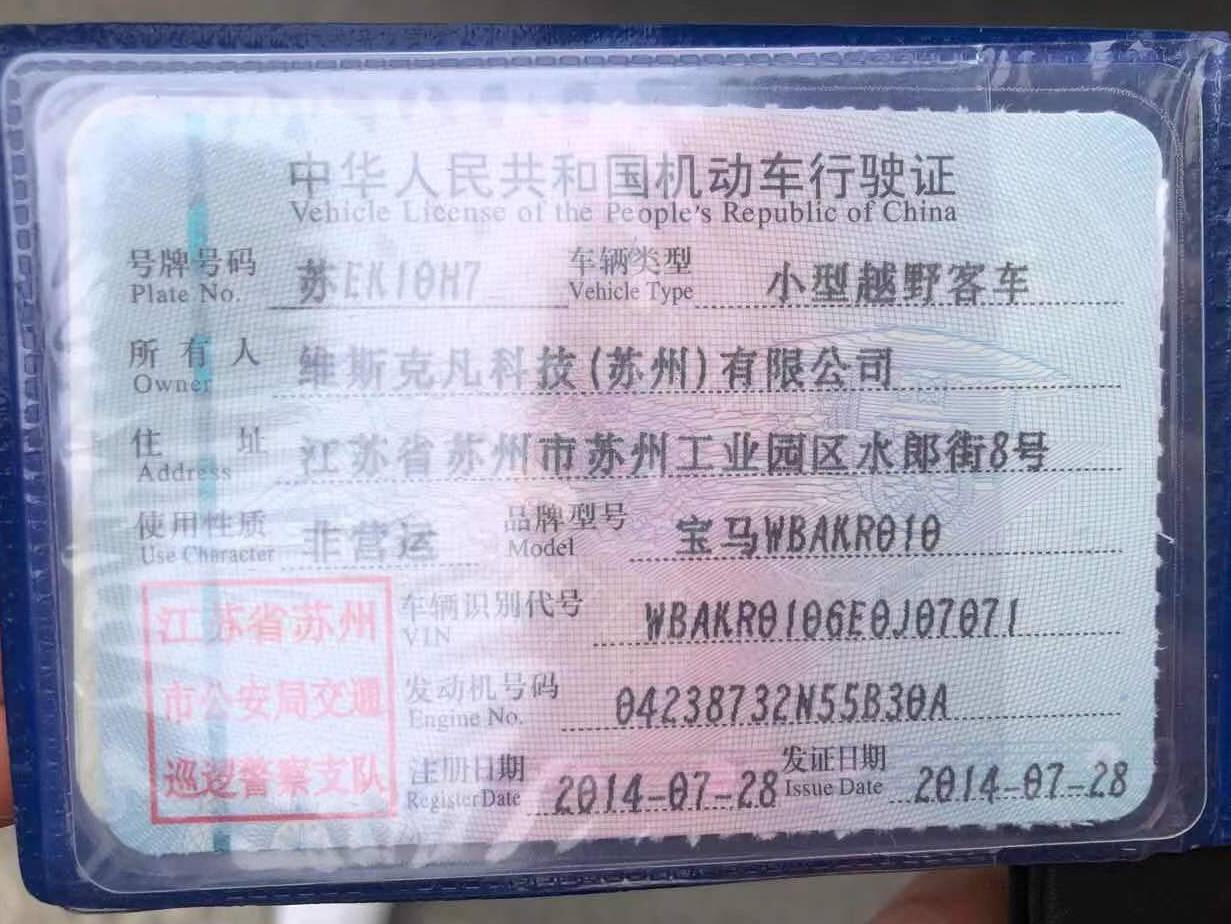 中华人民共和国机动车行驶证
Vehicle License of the People's Republic of China
号牌号码 苏EK10H7 车辆类型 小型越野客车
Plate No. Vehicle Type
所有人 维斯克凡科技(苏州)有限公司
Owner
住址 江苏省苏州市苏州工业园区水郎街8号
Address
使用性质 非营运 品牌型号 宝马WBAKR010
Use Character Model
江苏省苏州
市公安局交通
巡逻警察支队
车辆识别代号 WBAKR0106E0J07071
VIN
发动机号码 04238732N55B30A
Engine No.
注册日期 2014-07-28 发证日期 2014-07-28
Register Date Issue Date